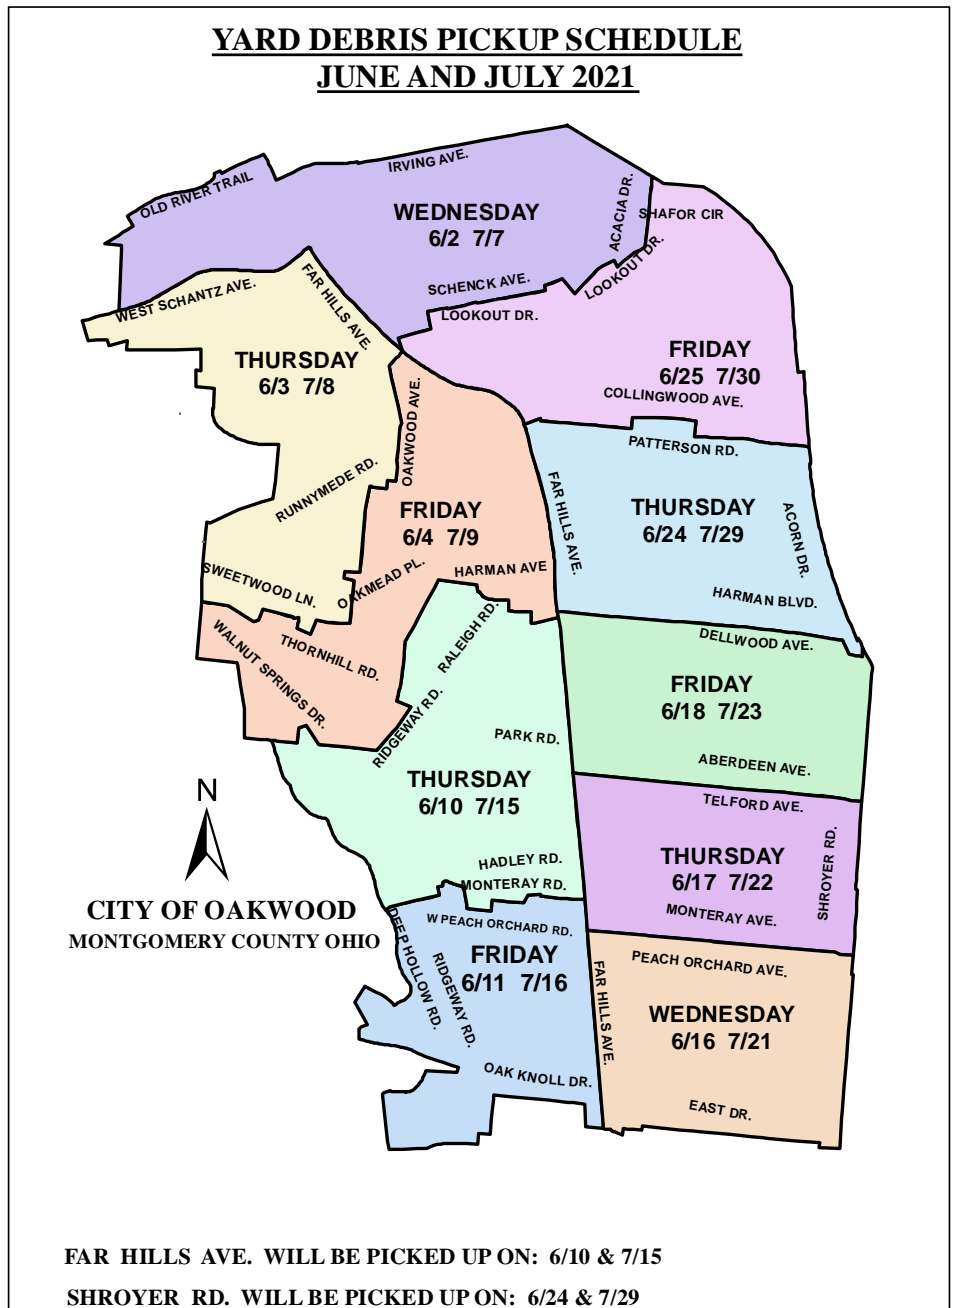 YARD DEBRIS PICKUP SCHEDULE
JUNE AND JULY 2021
IRVING AVE.
OLD RIVER TRAIL
ACACIA DR.
WEDNESDAY
6/2 7/7
SHAFOR CIR
LOOKOUT DR.
SCHENCK AVE.
LOOKOUT DR.
WEST SCHANTZ AVE.
FAR HILLS AVE.
THURSDAY
6/3 7/8
FRIDAY
6/25 7/30
COLLINGWOOD AVE.
OAKWOOD AVE.
PATTERSON RD.
RUNNYMEDE RD.
FRIDAY
6/4 7/9
FAR HILLS AVE.
THURSDAY
6/24 7/29
ACORN DR.
SWEETWOOD LN.
OAKMEAD PL.
HARMAN AVE
HARMAN BLVD.
WALNUT SPRINGS DR.
THORNHILL RD.
RALEIGH RD.
DELLWOOD AVE.
FRIDAY
6/18 7/23
RIDGEWAY RD.
PARK RD.
ABERDEEN AVE.
THURSDAY
6/10 7/15
TELFORD AVE.
N
SHROYER RD.
THURSDAY
6/17 7/22
HADLEY RD.
MONTERAY RD.
MONTERAY AVE.
CITY OF OAKWOOD
MONTGOMERY COUNTY OHIO
DEEP HOLLOW RD.
W PEACH ORCHARD RD.
FRIDAY
6/11 7/16
RIDGEWAY RD.
FAR HILLS AVE.
PEACH ORCHARD AVE.
WEDNESDAY
6/16 7/21
OAK KNOLL DR.
EAST DR.
FAR HILLS AVE. WILL BE PICKED UP ON: 6/10 & 7/15
SHROYER RD. WILL BE PICKED UP ON: 6/24 & 7/29